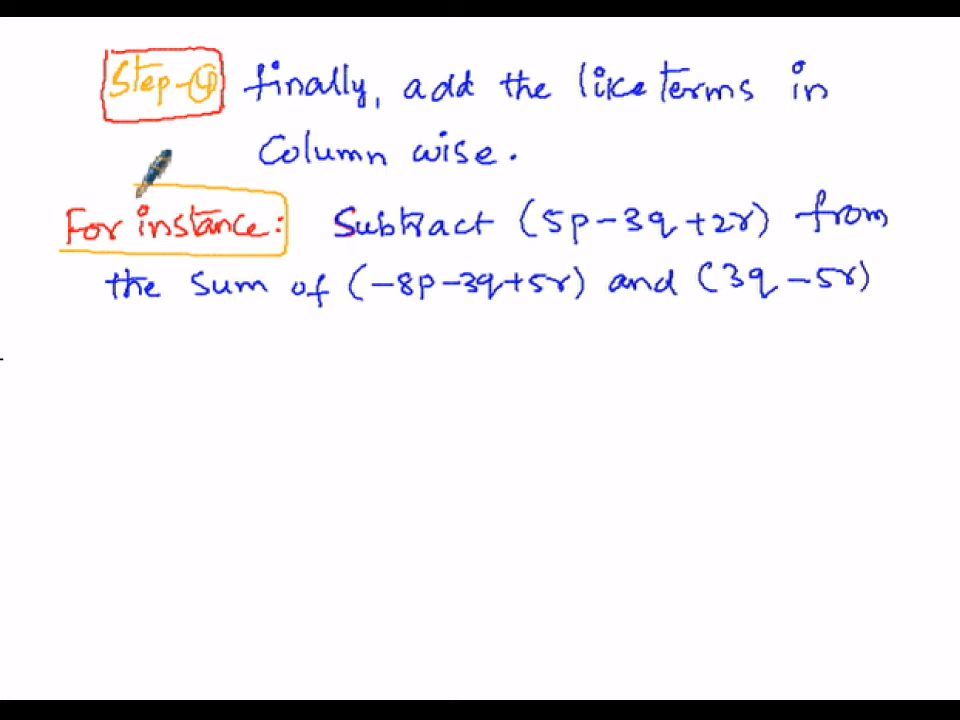 Step-4 finally, add the like terms in
Column wise.
For instance: Subtract (5p-3q+2r) from
the sum of (-8p-3q+5r) and (3q-5r)